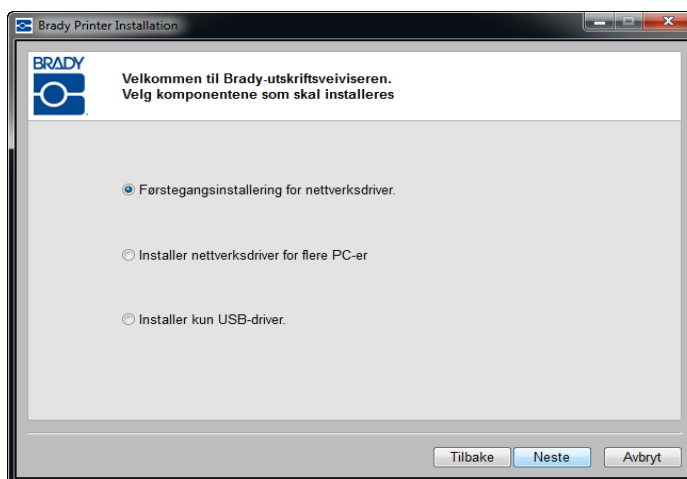 Brady Printer Installation
BRADY
Velkommen til Brady-utskriftsveiviseren.
Velg komponentene som skal installeres
Førstegangsinstallering for nettverksdriver.
Installer nettverksdriver for flere PC-er
Installer kun USB-driver.
Tilbake
Neste
Avbryt